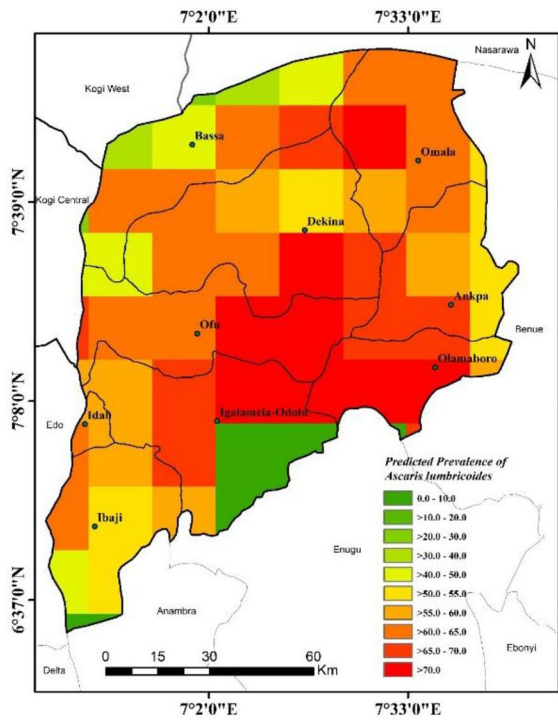 7°2'0"E 7°33'0"E
N
Nasarawa
Kogi West
Bassa
Omala
7°39'0"N
Kogi Central
Dekina
Ankpa
Ofu
Benue
Olamaboro
7°8'0"N
Idah
Igalamela-Odolu
Edo
Predicted Prevalence of
Ascaris lumbricoides
0.0 - 10.0
>10.0 - 20.0
>20.0 - 30.0
>30.0 - 40.0
>40.0 - 50.0
>50.0 - 55.0
>55.0 - 60.0
>60.0 - 65.0
>65.0 - 70.0
>70.0
Ibaji
Enugu
6°37'0"N
Anambra
Ebonyi
Delta
0 15 30 60
Km
7°2'0"E 7°33'0"E